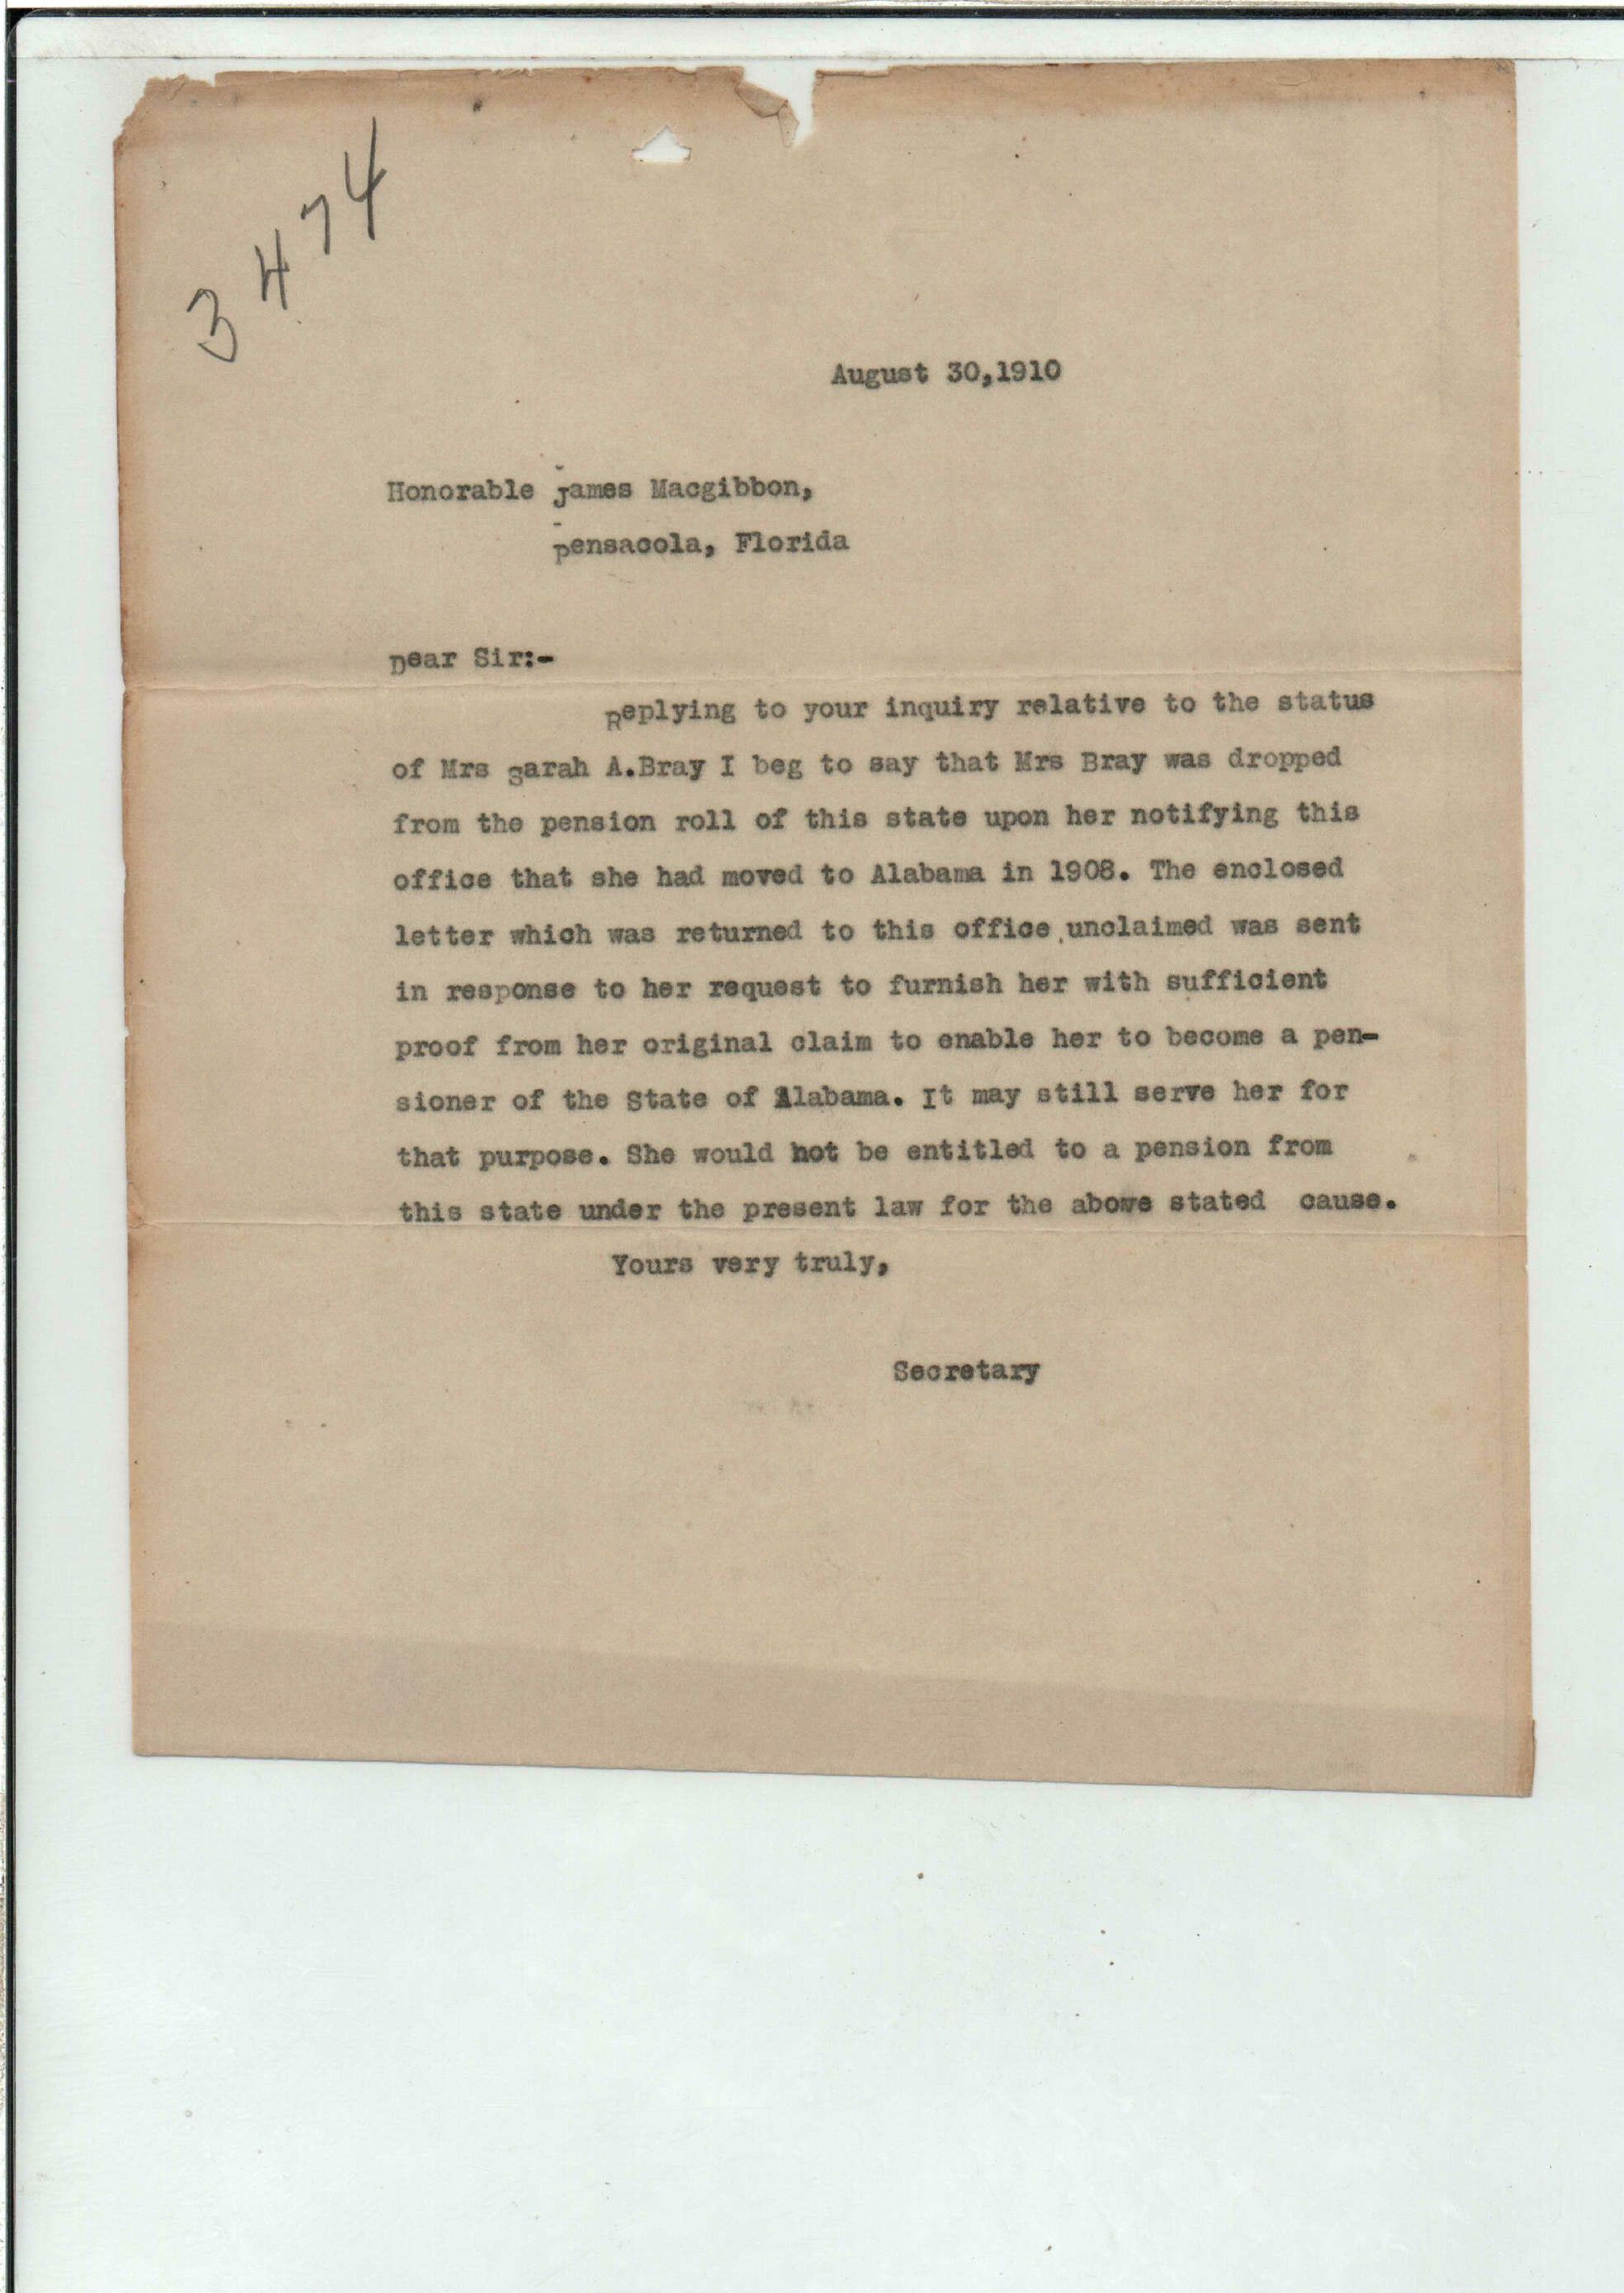 3474
August 30,1910
Honorable James Macgibbon,
Pensacola, Florida
Dear Sir:-
Replying to your inquiry relative to the status
of Mrs Sarah A.Bray I beg to say that Mrs Bray was dropped
from the pension roll of this state upon her notifying this
office that she had moved to Alabama in 1908. The enclosed
letter which was returned to this office,unclaimed was sent
in response to her request to furnish her with sufficient
proof from her original claim to enable her to become a pen-
sioner of the State of Alabama. It may still serve her for
that purpose. She would not be entitled to a pension from
this state under the present law for the above stated cause.
Yours very truly,
Secretary